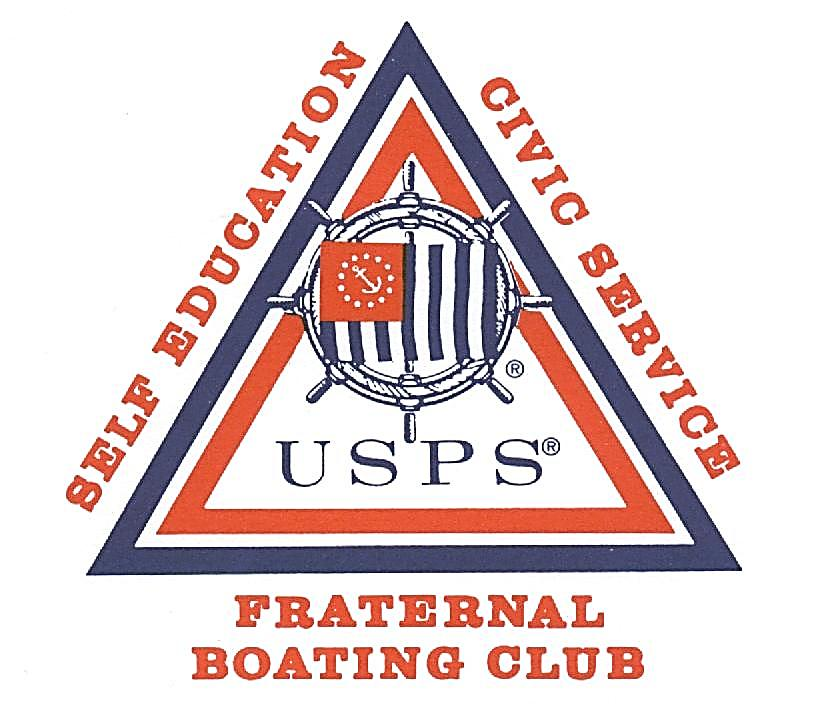 SELF EDUCATION
CIVIC SERVICE
®
USPS®
FRATERNAL
BOATING CLUB